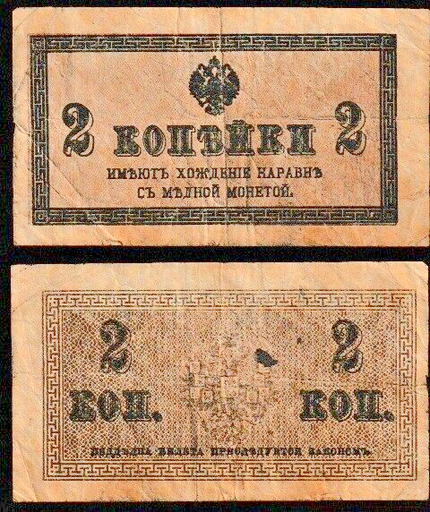 2 КОПѢЙКИ 2
ИМѢЮТЪ ХОЖДЕНІЕ НАРАВНѢ
СЪ МѢДНОЙ МОНЕТОЙ.
2 2
КОП. КОП.
ПОДДѢЛКА БИЛЕТА ПРЕСЛѢДУЕТСЯ ЗАКОНОМЪ.